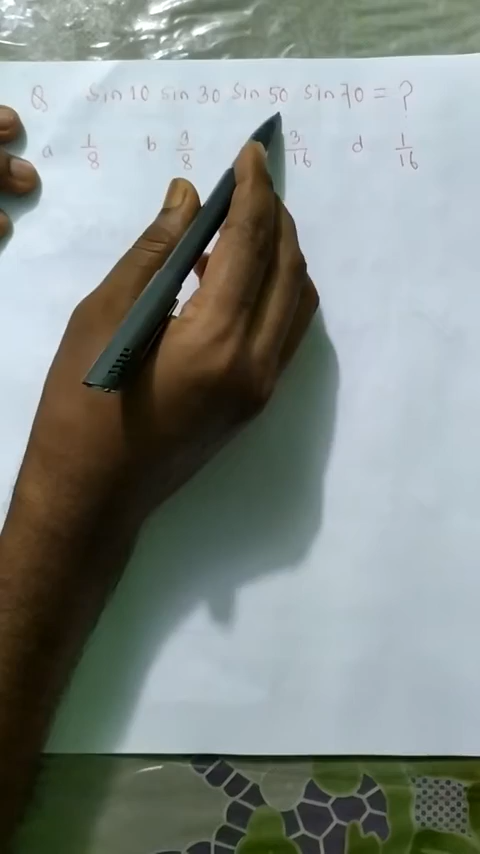 Q sin 10 sin 30 sin 50 sin 70 = ?
a 1/8 b 3/8 3/16 d 1/16